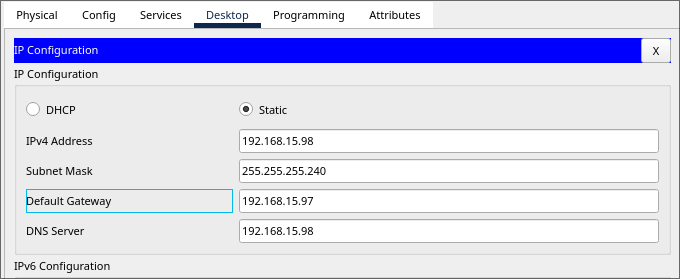 Physical Config Services Desktop Programming Attributes
IP Configuration X
IP Configuration
DHCP Static
IPv4 Address 192.168.15.98
Subnet Mask 255.255.255.240
Default Gateway 192.168.15.97
DNS Server 192.168.15.98
IPv6 Configuration